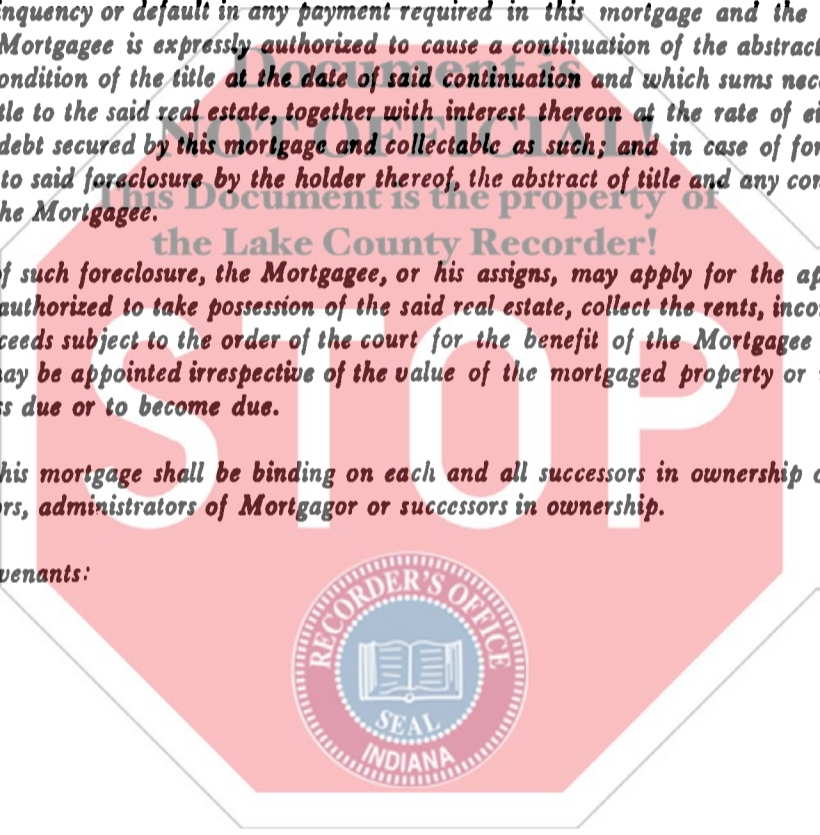 nquency or default in any payment required in this mortgage and the
Mortgagee is expressly authorized to cause a continuation of the abstract
ondition of the title at the date of said continuation and which sums nec
tle to the said real estate, together with interest thereon at the rate of ei
debt secured by this mortgage and collectable as such; and in case of for
to said foreclosure by the holder thereof, the abstract of title and any con
he Mortgagee.
Document is
NOT OFFICIAL!
This Document is the property of
the Lake County Recorder!
f such foreclosure, the Mortgagee, or his assigns, may apply for the ap
authorized to take possession of the said real estate, collect the rents, inco
ceeds subject to the order of the court for the benefit of the Mortgagee
ay be appointed irrespective of the value of the mortgaged property or
s due or to become due.
STOP
his mortgage shall be binding on each and all successors in ownership o
rs, administrators of Mortgagor or successors in ownership.
venants:
RECORDER'S OFFICE
SEAL
INDIANA